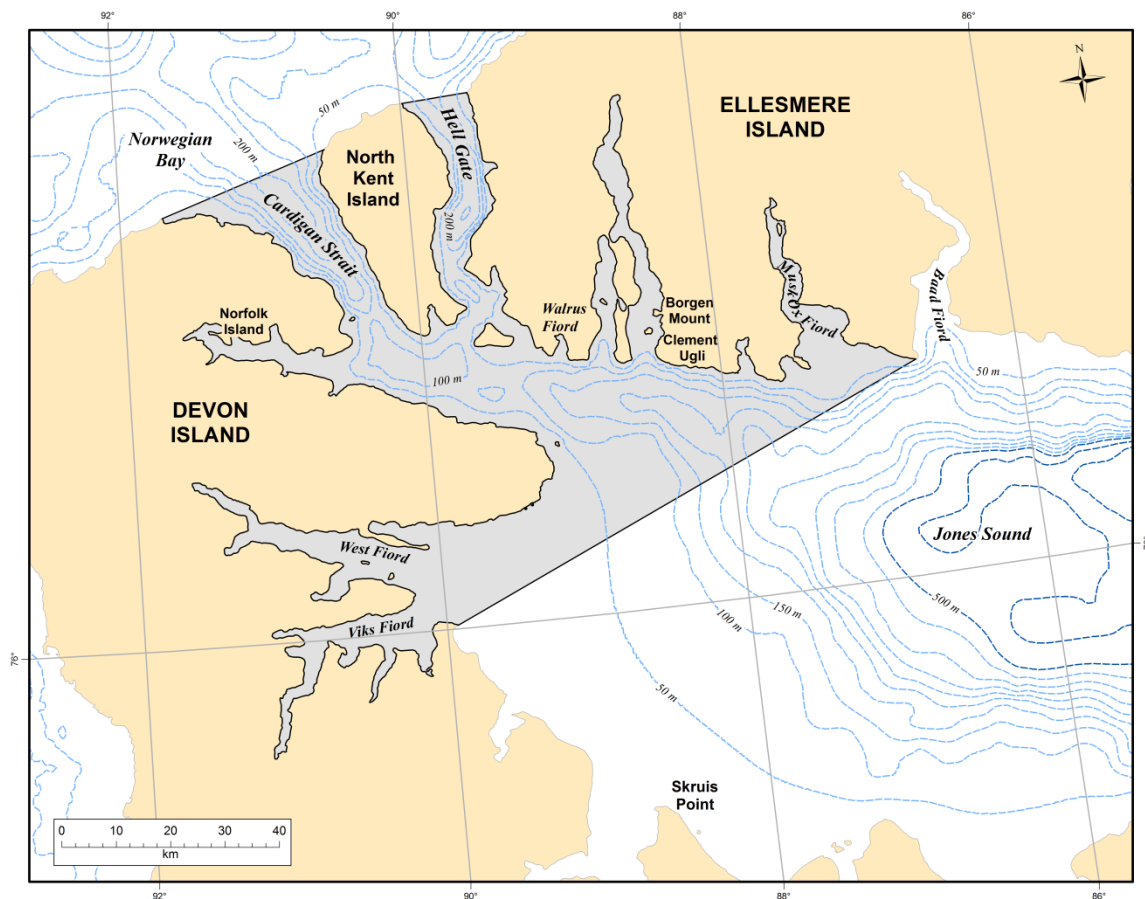 92°
90°
88°
86°
N
ELLESMERE
ISLAND
50 m
Hell Gate
Norwegian
Bay
200 m
North
Kent
Island
Cardigan Strait
200 m
Musk Ox Fiord
Baad Fiord
Norfolk
Island
Walrus
Fiord
Borgen
Mount
Clement
Ugli
100 m
50 m
DEVON
ISLAND
Jones Sound
West Fiord
500 m
Viks Fiord
100 m
150 m
76°
50 m
Skruis
Point
0 10 20 30 40
km
92°
90°
88°
86°